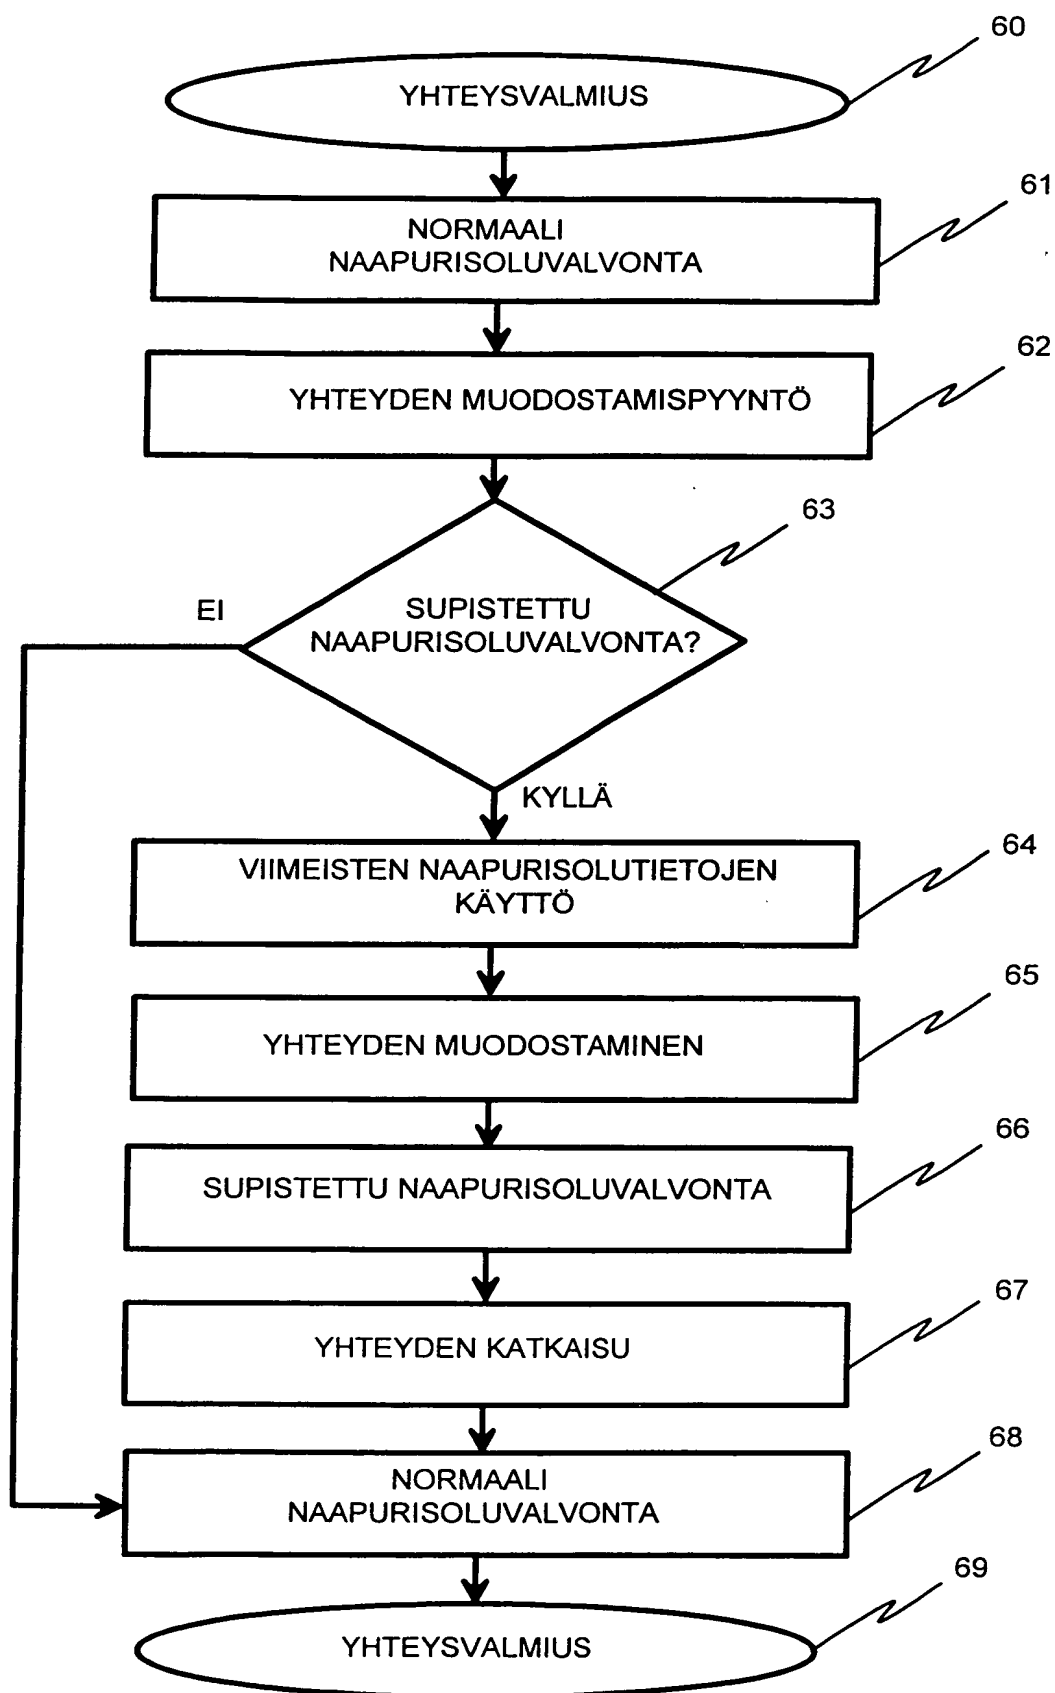 60
YHTEYSVALMIUS
61
NORMAALI
NAAPURISOLUVALVONTA
62
YHTEYDEN MUODOSTAMISPYYNTÖ
63
EI
SUPISTETTU
NAAPURISOLUVALVONTA?
KYLLÄ
64
VIIMEISTEN NAAPURISOLUTIETOJEN
KÄYTTÖ
65
YHTEYDEN MUODOSTAMINEN
66
SUPISTETTU NAAPURISOLUVALVONTA
67
YHTEYDEN KATKAISU
68
NORMAALI
NAAPURISOLUVALVONTA
69
YHTEYSVALMIUS